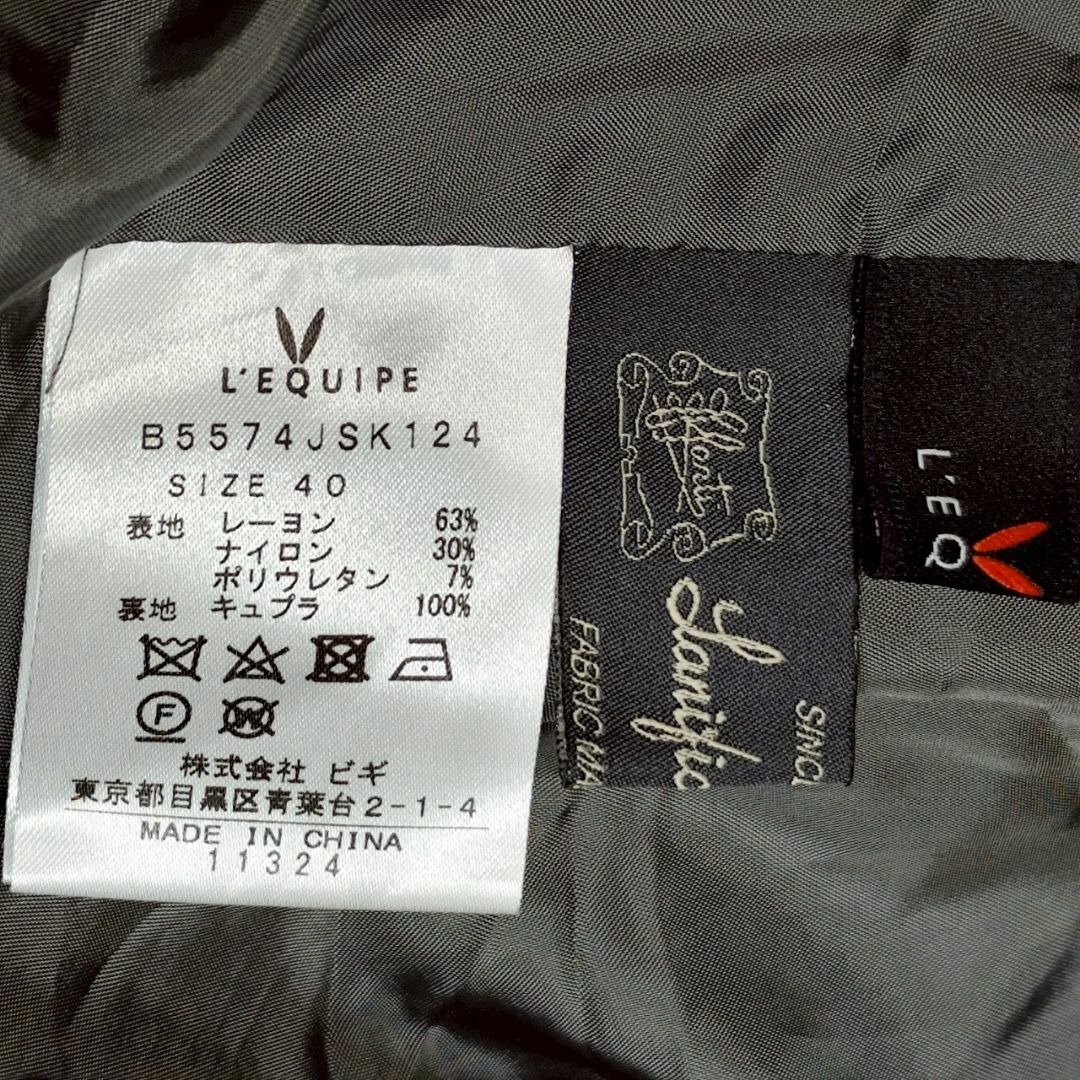 L'EQUIPE
B5574JSK124
SIZE 40
表地 レーヨン 63%
ナイロン 30%
ポリウレタン 7%
裏地 キュプラ 100%
F
W
株式会社 ビギ
東京都目黒区青葉台2-1-4
MADE IN CHINA
11324
Lanific
FABRIC MA
SINC
L'EQ